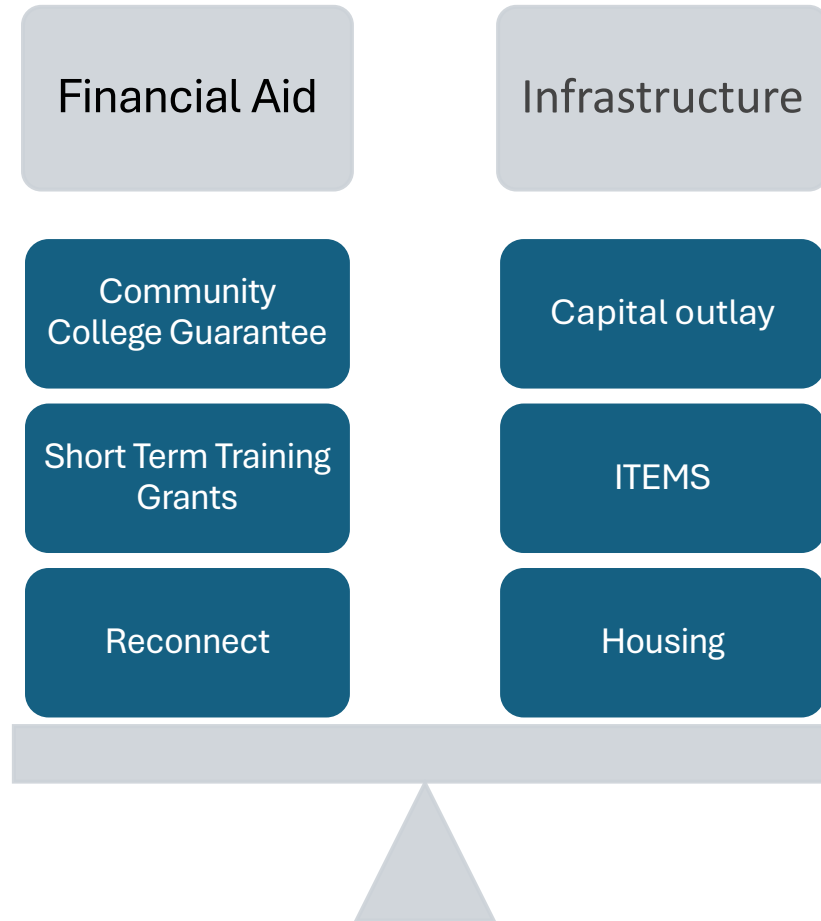 Financial Aid
Infrastructure
Community
College Guarantee
Capital outlay
Short Term Training
Grants
ITEMS
Reconnect
Housing